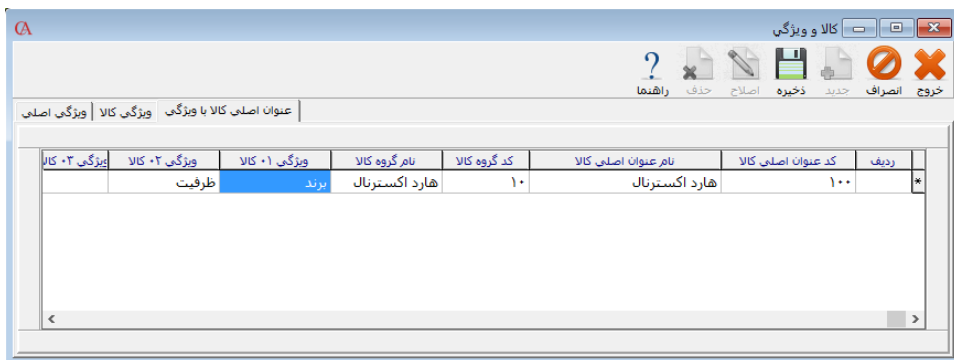 CA
کالا و ویژگی
خروج انصراف جدید ذخیره اصلاح حذف راهنما
عنوان اصلی کالا با ویژگی ویژگی کالا ویژگی اصلی
ردیف کد عنوان اصلی کالا نام عنوان اصلی کالا کد گروه کالا نام گروه کالا ویژگی ۰۱ کالا ویژگی ۰۲ کالا ویژگی ۰۳ کالا
* ۱۰۰ هارد اکسترنال ۱۰ هارد اکسترنال برند ظرفیت